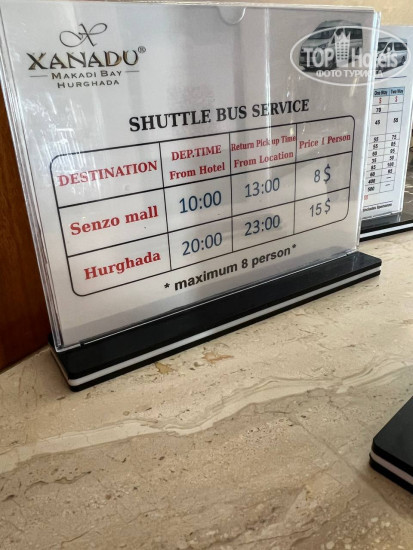 XANADU®
MAKADI BAY
HURGHADA
SHUTTLE BUS SERVICE
DESTINATION
DEP.TIME
From Hotel
Return Pick up Time
From Location
Price / Person
Senzo mall 10:00 13:00 8$
Hurghada 20:00 23:00 15$
* maximum 8 person*
TOP Hotels
ФОТО ТУРИСТА